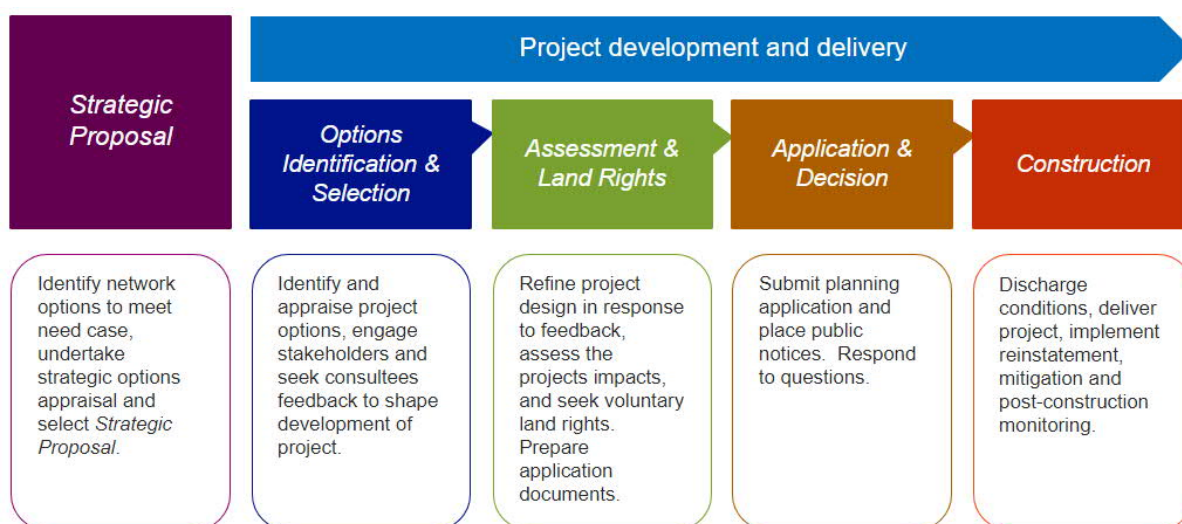 Project development and delivery
Strategic
Proposal
Options
Identification &
Selection
Assessment &
Land Rights
Application &
Decision
Construction
Identify network
options to meet
need case,
undertake
strategic options
appraisal and
select Strategic
Proposal.
Identify and
appraise project
options, engage
stakeholders and
seek consultees
feedback to shape
development of
project.
Refine project
design in response
to feedback,
assess the
projects impacts,
and seek voluntary
land rights.
Prepare
application
documents.
Submit planning
application and
place public
notices.  Respond
to questions.
Discharge
conditions, deliver
project, implement
reinstatement,
mitigation and
post-construction
monitoring.